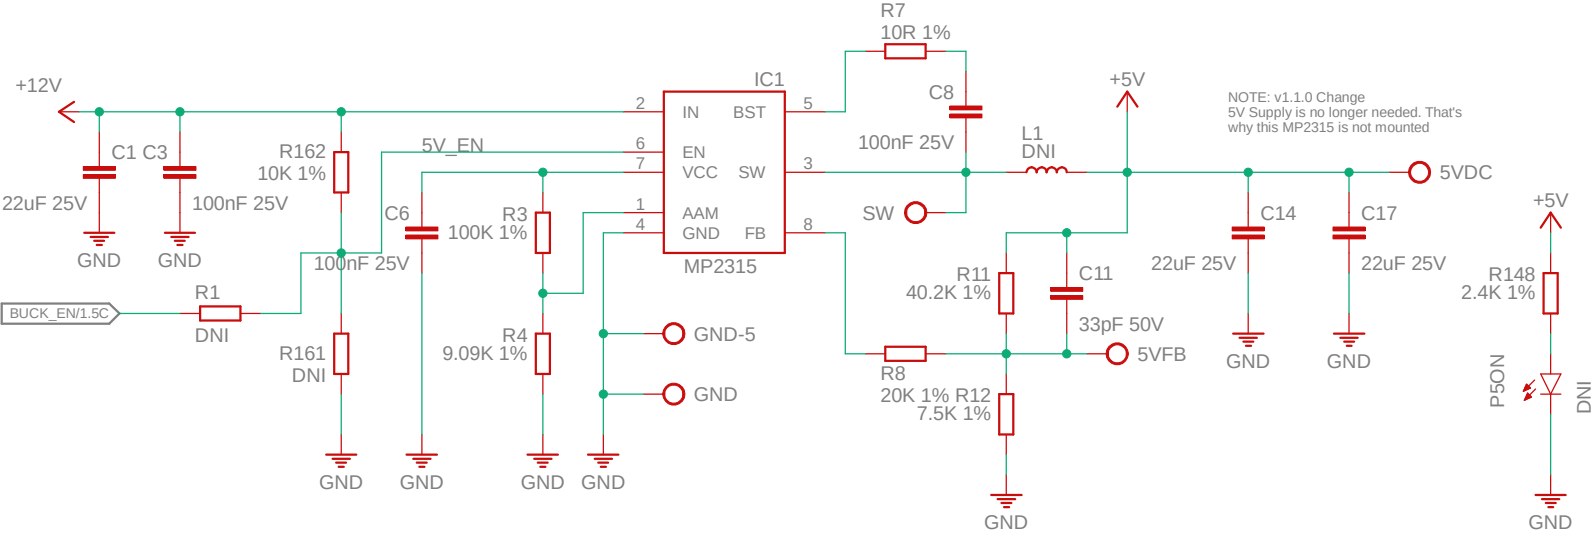 R7
10R 1%
+12V
IC1
+5V
2
IN
BST
5
C8
100nF 25V
NOTE: v1.1.0 Change
5V Supply is no longer needed. That's
why this MP2315 is not mounted
L1
DNI
C1
C3
22uF 25V
100nF 25V
R162
10K 1%
5V_EN
6
EN
7
VCC
SW
3
5VDC
SW
C6
100nF 25V
R3
100K 1%
1
AAM
4
GND
FB
8
MP2315
GND
GND
C14
22uF 25V
C17
22uF 25V
+5V
R11
40.2K 1%
C11
33pF 50V
R148
2.4K 1%
BUCK_EN/1.5C
R1
DNI
R161
DNI
R4
9.09K 1%
GND-5
GND
R8
20K 1%
R12
7.5K 1%
5VFB
GND
GND
P5ON
DNI
GND
GND
GND
GND
GND
GND